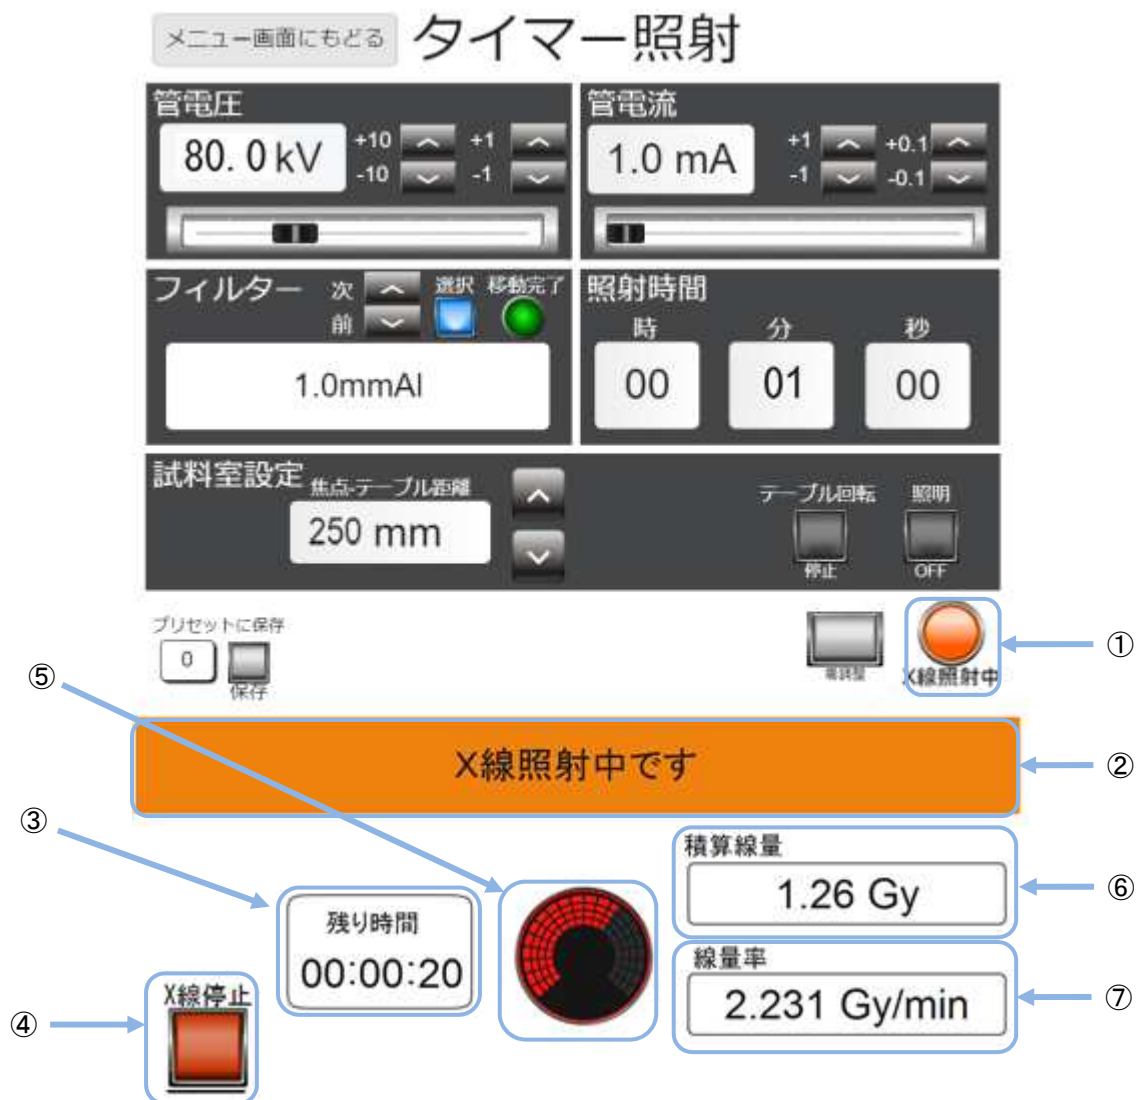 メニュー画面にもどる タイマー照射
管電圧
80.0 kV +10 -10 +1 -1
管電流
1.0 mA +1 -1 +0.1 -0.1
フィルター 次 前 選択 移動完了
1.0mmAl
照射時間
時 分 秒
00 01 00
試料室設定 焦点-テーブル距離
250 mm
テーブル回転 照明
停止 OFF
プリセットに保存
0
保存
X線照射中 ①
⑤
X線照射中です ②
③
積算線量
1.26 Gy ⑥
残り時間
00:00:20
線量率
2.231 Gy/min ⑦
X線停止
④